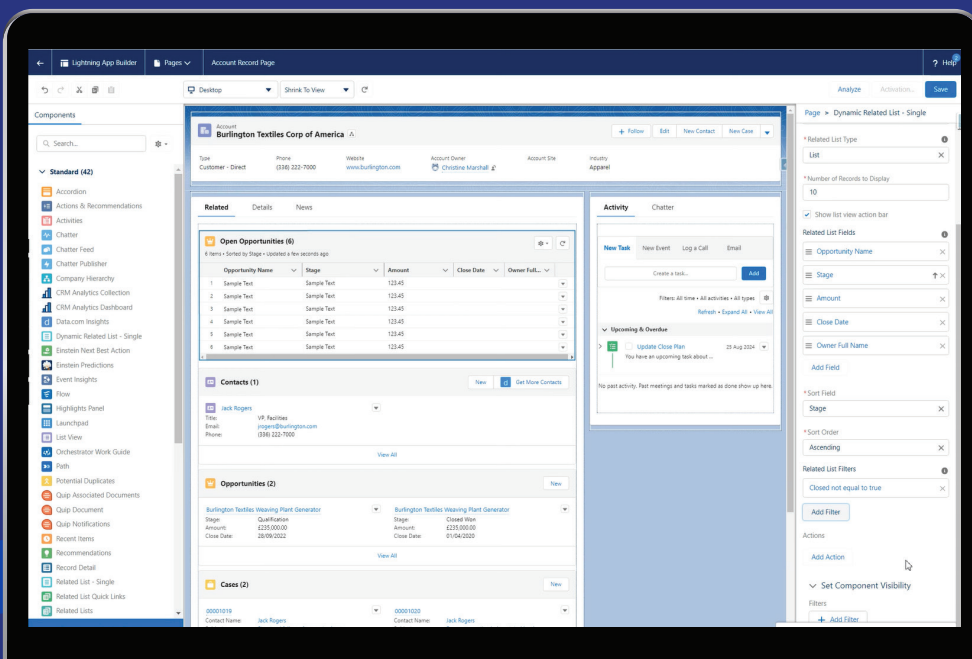 Lightning App Builder
Pages
Account Record Page
? Help
2
Desktop
Shrink To View
Analyze
Activation...
Save
Components
Search...
Standard (42)
Accordion
Actions & Recommendations
Activities
Chatter
Chatter Feed
Chatter Publisher
Company Hierarchy
CRM Analytics Collection
CRM Analytics Dashboard
Data.com Insights
Dynamic Related List - Single
Einstein Next Best Action
Einstein Predictions
Event Insights
Flow
Highlights Panel
Launchpad
List View
Orchestrator Work Guide
Path
Potential Duplicates
Quip Associated Documents
Quip Document
Quip Notifications
Recent Items
Recommendations
Record Detail
Related List - Single
Related List Quick Links
Related Lists
Account
Burlington Textiles Corp of America
+ Follow
Edit
New Contact
New Case
Type
Customer - Direct
Phone
(336) 222-7000
Website
www.burlington.com
Account Owner
Christine Marshall
Account Site
Industry
Apparel
Related
Details
News
Open Opportunities (6)
6 items • Sorted by Stage • Updated a few seconds ago
Opportunity Name Stage Amount Close Date Owner Full...
1 Sample Text Sample Text 123.45
2 Sample Text Sample Text 123.45
3 Sample Text Sample Text 123.45
4 Sample Text Sample Text 123.45
5 Sample Text Sample Text 123.45
6 Sample Text Sample Text 123.45
Contacts (1)
New
d Get More Contacts
Jack Rogers
Title: VP, Facilities
Email: jrogers@burlington.com
Phone: (336) 222-7000
View All
Opportunities (2)
New
Burlington Textiles Weaving Plant Generator
Stage: Qualification
Amount: £235,000.00
Close Date: 28/09/2022
Burlington Textiles Weaving Plant Generator
Stage: Closed Won
Amount: £235,000.00
Close Date: 01/04/2020
View All
Cases (2)
New
00001019
Contact Name: Jack Rogers
00001020
Contact Name: Jack Rogers
Activity
Chatter
New Task
New Event
Log a Call
Email
Create a task...
Add
Filters: All time • All activities • All types
Refresh • Expand All • View All
Upcoming & Overdue
Update Close Plan
25 Aug 2024
You have an upcoming task about ...
No past activity. Past meetings and tasks marked as done show up here.
Page > Dynamic Related List - Single
*Related List Type
List
*Number of Records to Display
10
Show list view action bar
Related List Fields
Opportunity Name
Stage
Amount
Close Date
Owner Full Name
Add Field
*Sort Field
Stage
*Sort Order
Ascending
Related List Filters
Closed not equal to true
Add Filter
Actions
Add Action
Set Component Visibility
Filters
+ Add Filter